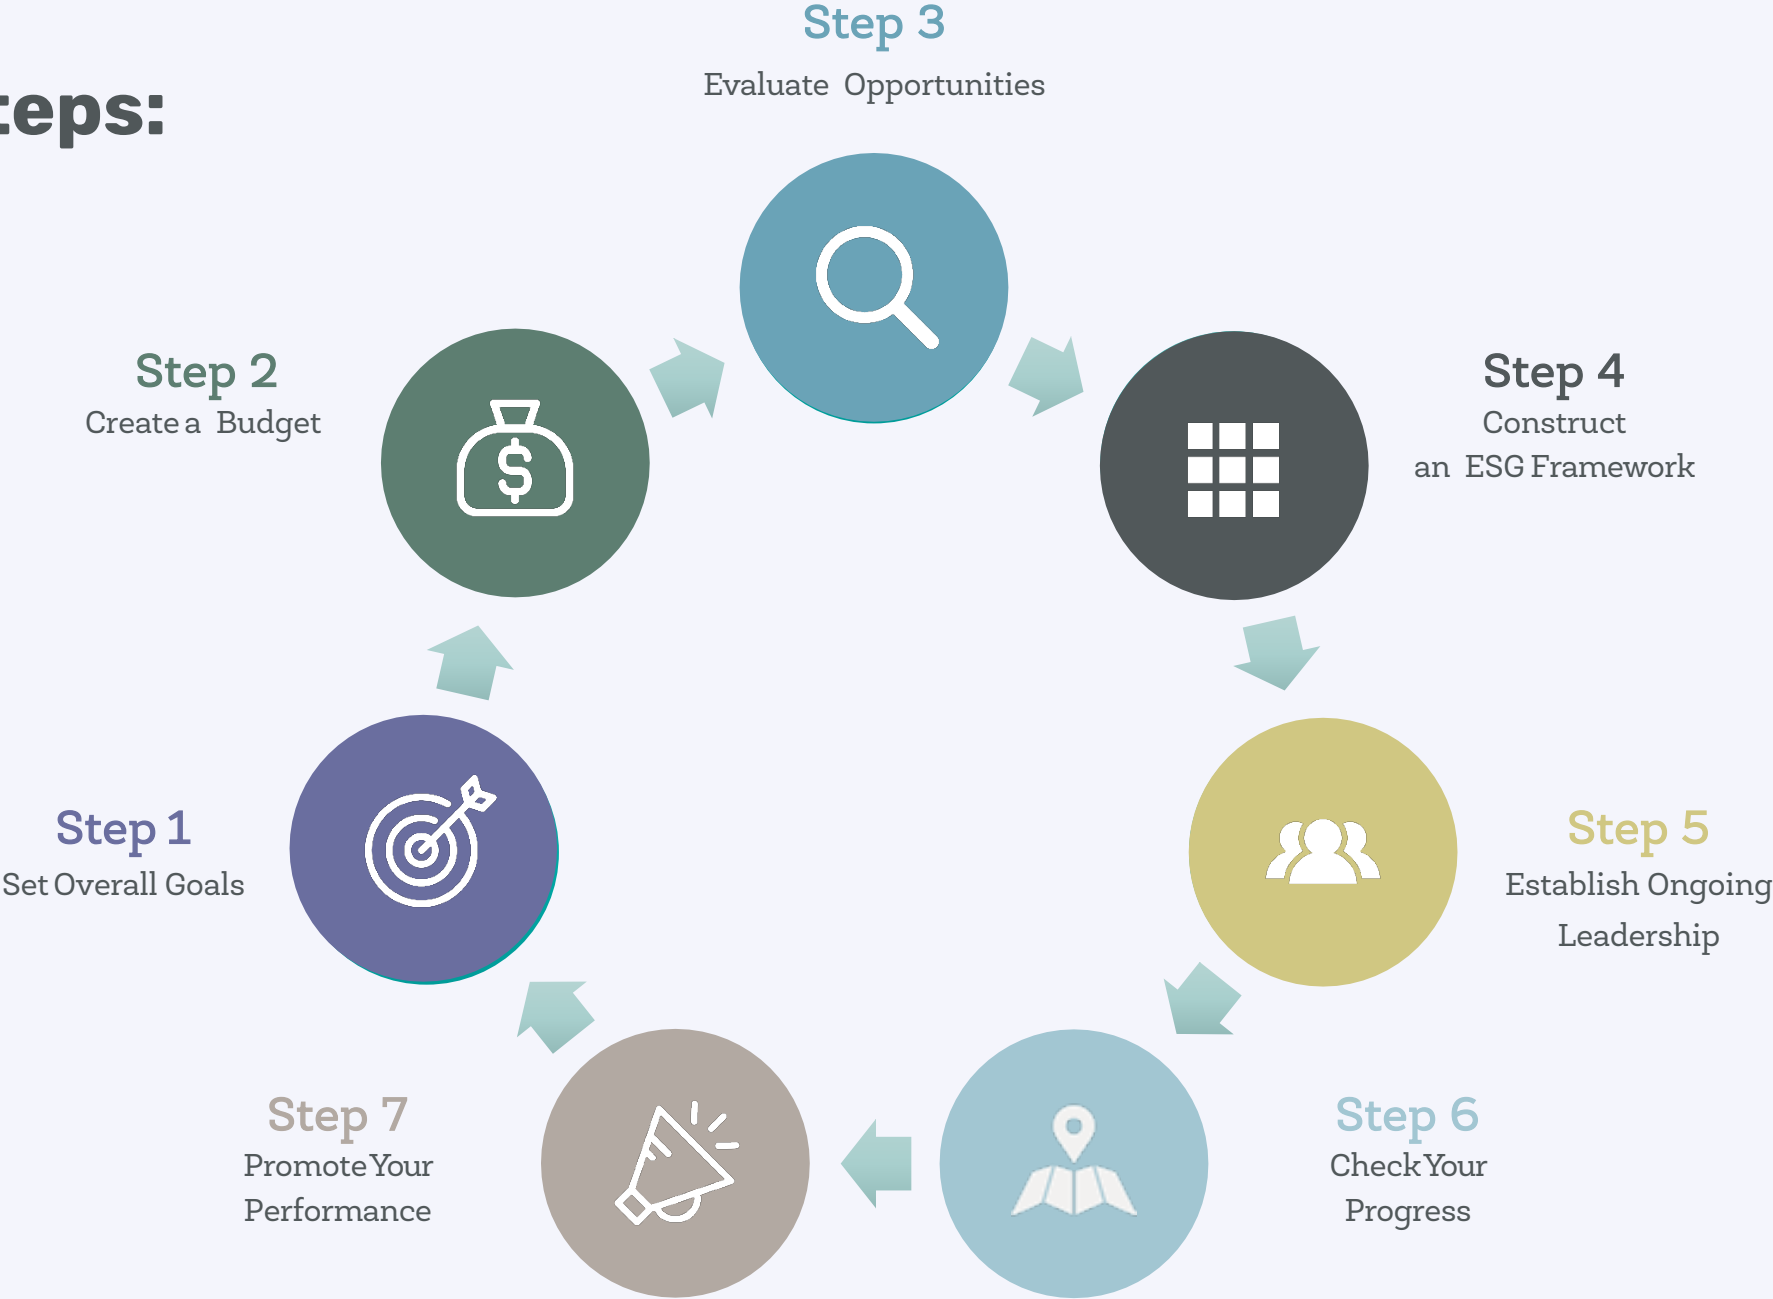 teps:
Step 3
Evaluate Opportunities
Step 2
Create a Budget
Step 4
Construct
an ESG Framework
Step 1
Set Overall Goals
Step 5
Establish Ongoing
Leadership
Step 7
Promote Your
Performance
Step 6
Check Your
Progress
$